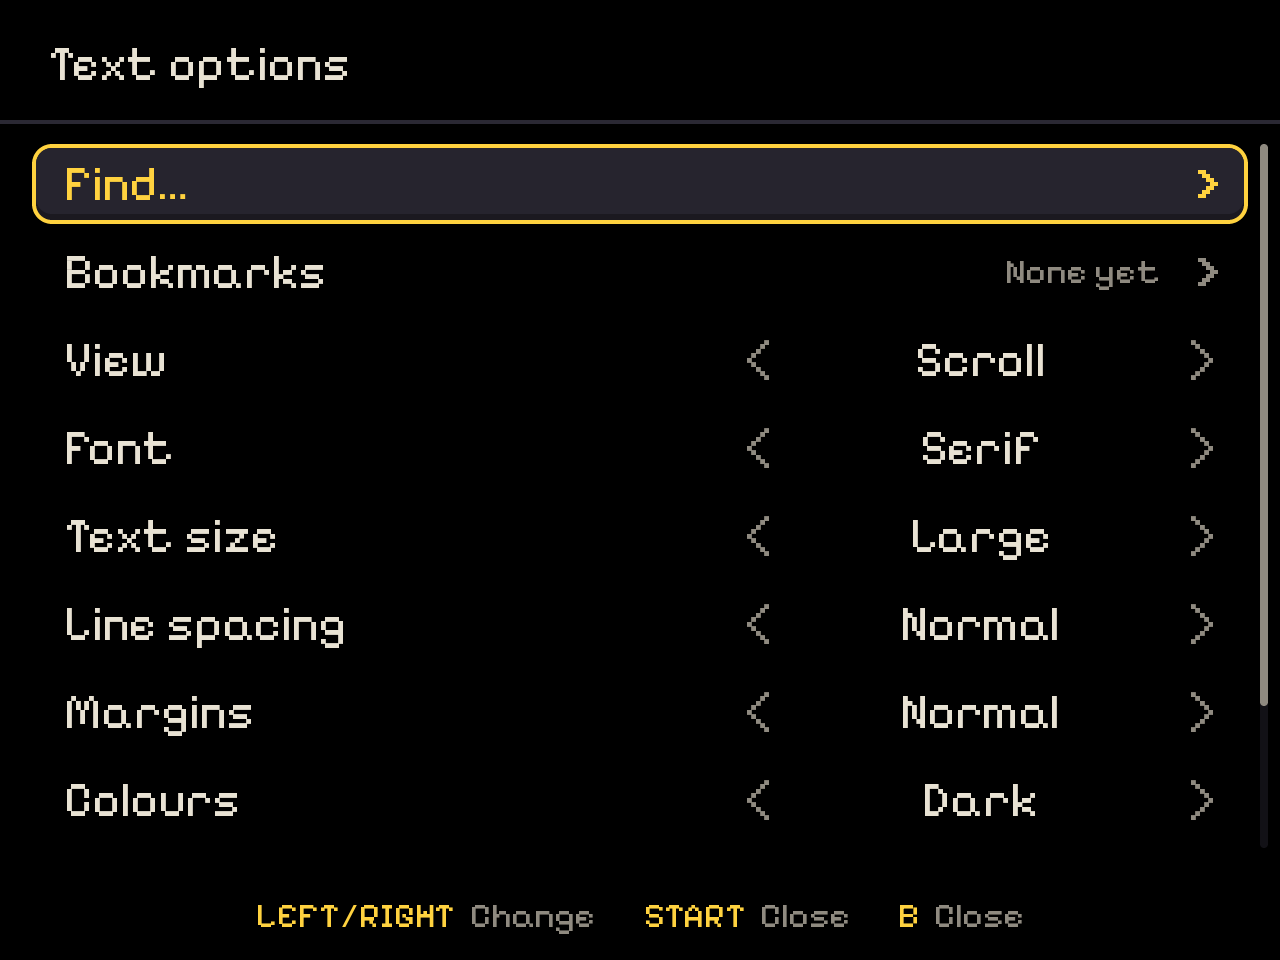 Text options
Find...
Bookmarks None yet
View Scroll
Font Serif
Text size Large
Line spacing Normal
Margins Normal
Colours Dark
LEFT/RIGHT Change START Close B Close